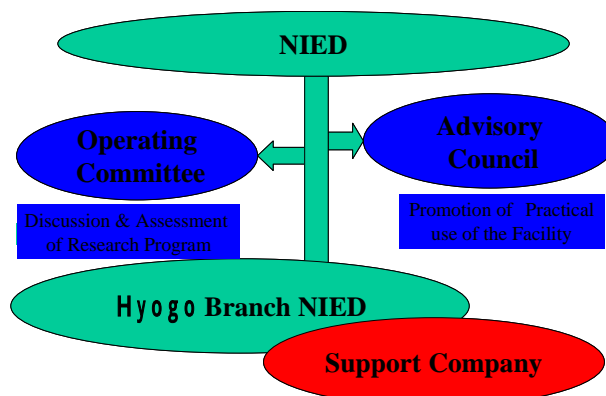 NIED
Operating
Committee
Advisory
Council
Discussion & Assessment
of Research Program
Promotion of Practical
use of the Facility
Hyogo Branch NIED
Support Company